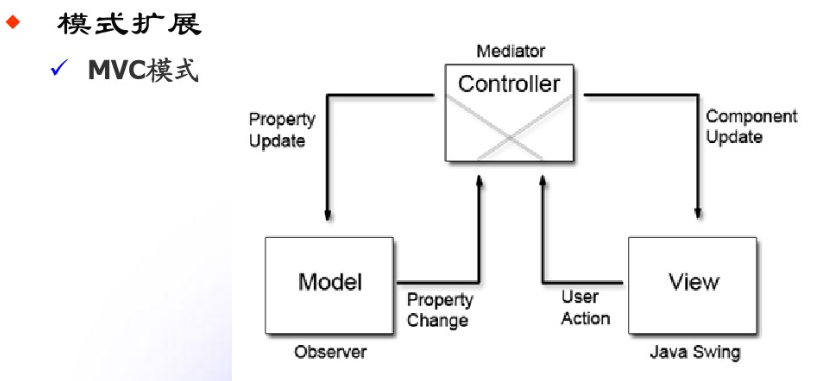 模式扩展
MVC模式
Mediator
Controller
Property
Update
Component
Update
Model
View
Property
Change
User
Action
Observer
Java Swing